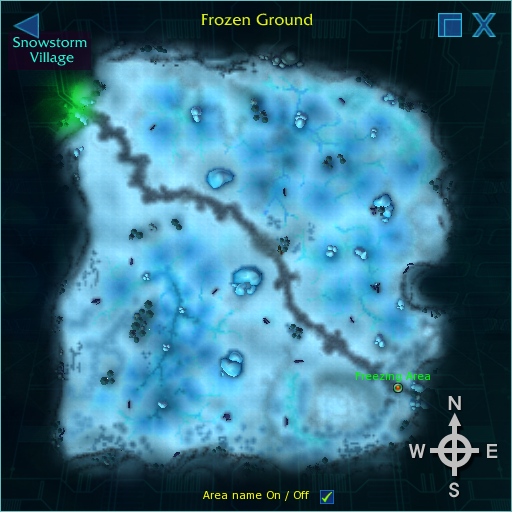 Frozen Ground
Snowstorm
Village
Freezing Area
N
W E
S
Area name On / Off